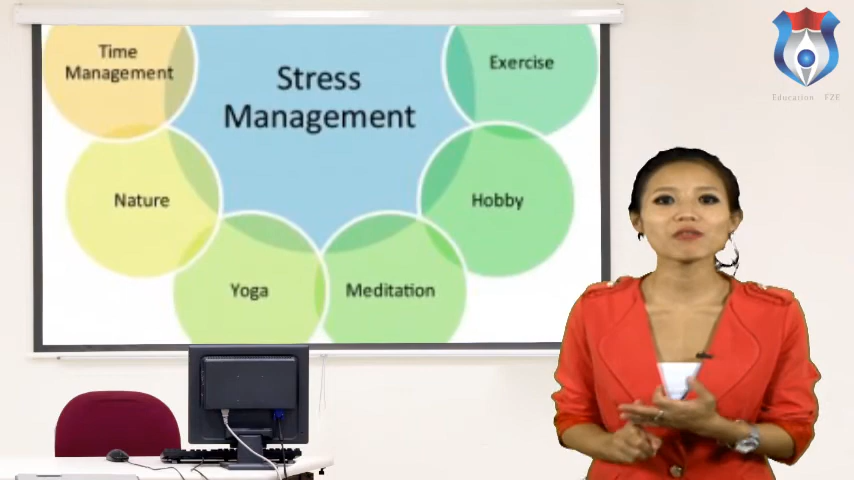 Time
Management
Stress
Management
Exercise
Nature
Hobby
Yoga
Meditation
Education FZE